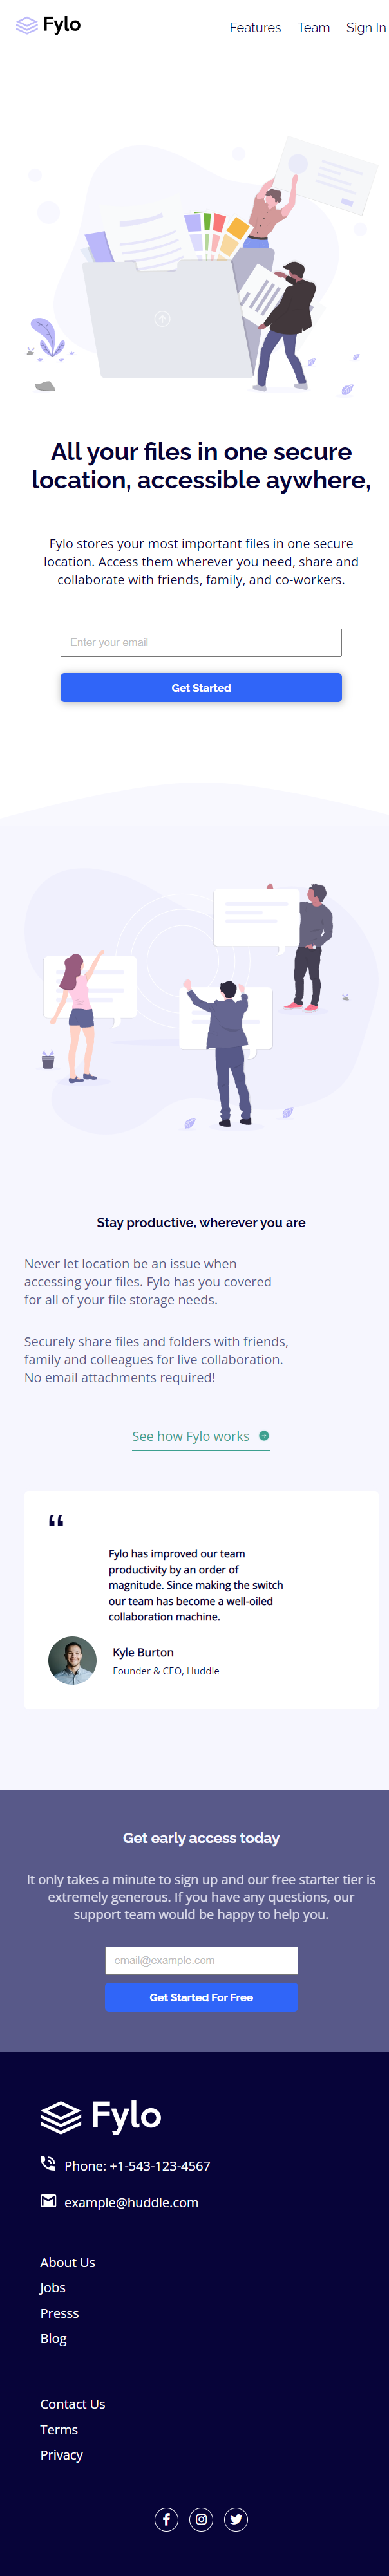 Fylo
Features Team Sign In
All your files in one secure
location, accessible aywhere,
Fylo stores your most important files in one secure
location. Access them wherever you need, share and
collaborate with friends, family, and co-workers.
Enter your email
Get Started
Stay productive, wherever you are
Never let location be an issue when
accessing your files. Fylo has you covered
for all of your file storage needs.
Securely share files and folders with friends,
family and colleagues for live collaboration.
No email attachments required!
See how Fylo works
“
Fylo has improved our team
productivity by an order of
magnitude. Since making the switch
our team has become a well-oiled
collaboration machine.
Kyle Burton
Founder & CEO, Huddle
Get early access today
It only takes a minute to sign up and our free starter tier is
extremely generous. If you have any questions, our
support team would be happy to help you.
email@example.com
Get Started For Free
Fylo
Phone: +1-543-123-4567
example@huddle.com
About Us
Jobs
Presss
Blog
Contact Us
Terms
Privacy